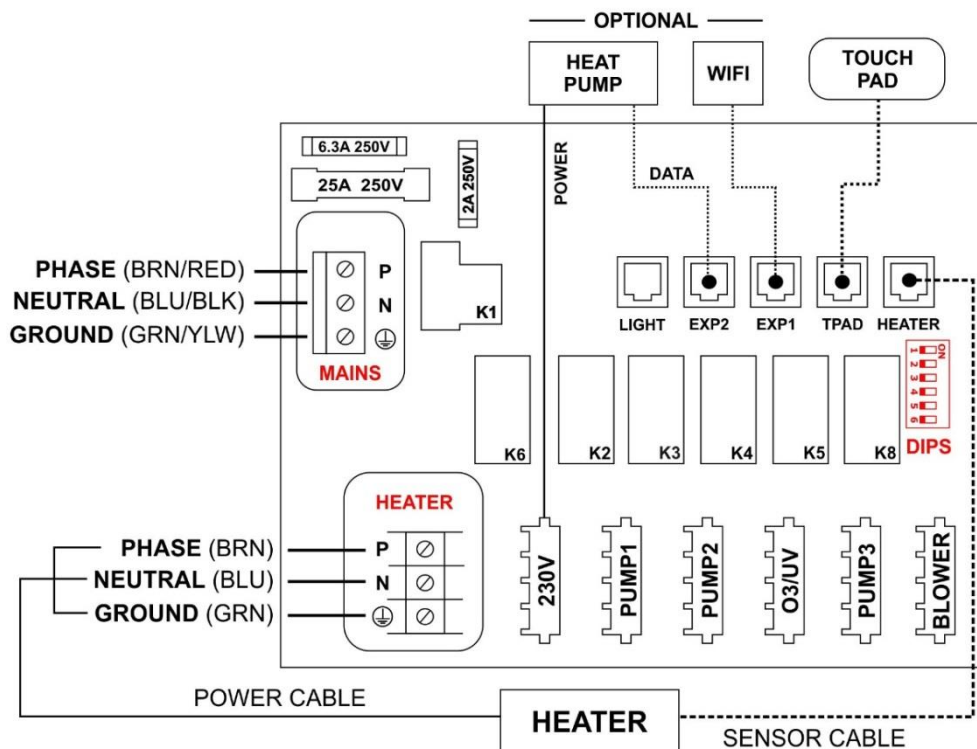 OPTIONAL
HEAT
PUMP
WIFI
TOUCH
PAD
6.3A 250V
25A 250V
2A 250V
POWER
DATA
PHASE (BRN/RED)
NEUTRAL (BLU/BLK)
GROUND (GRN/YLW)
P
N
MAINS
K1
LIGHT
EXP2
EXP1
TPAD
HEATER
ON
1
2
3
4
5
6
DIPS
K6
K2
K3
K4
K5
K8
HEATER
PHASE (BRN)
NEUTRAL (BLU)
GROUND (GRN)
P
N
230V
PUMP1
PUMP2
O3/UV
PUMP3
BLOWER
POWER CABLE
HEATER
SENSOR CABLE